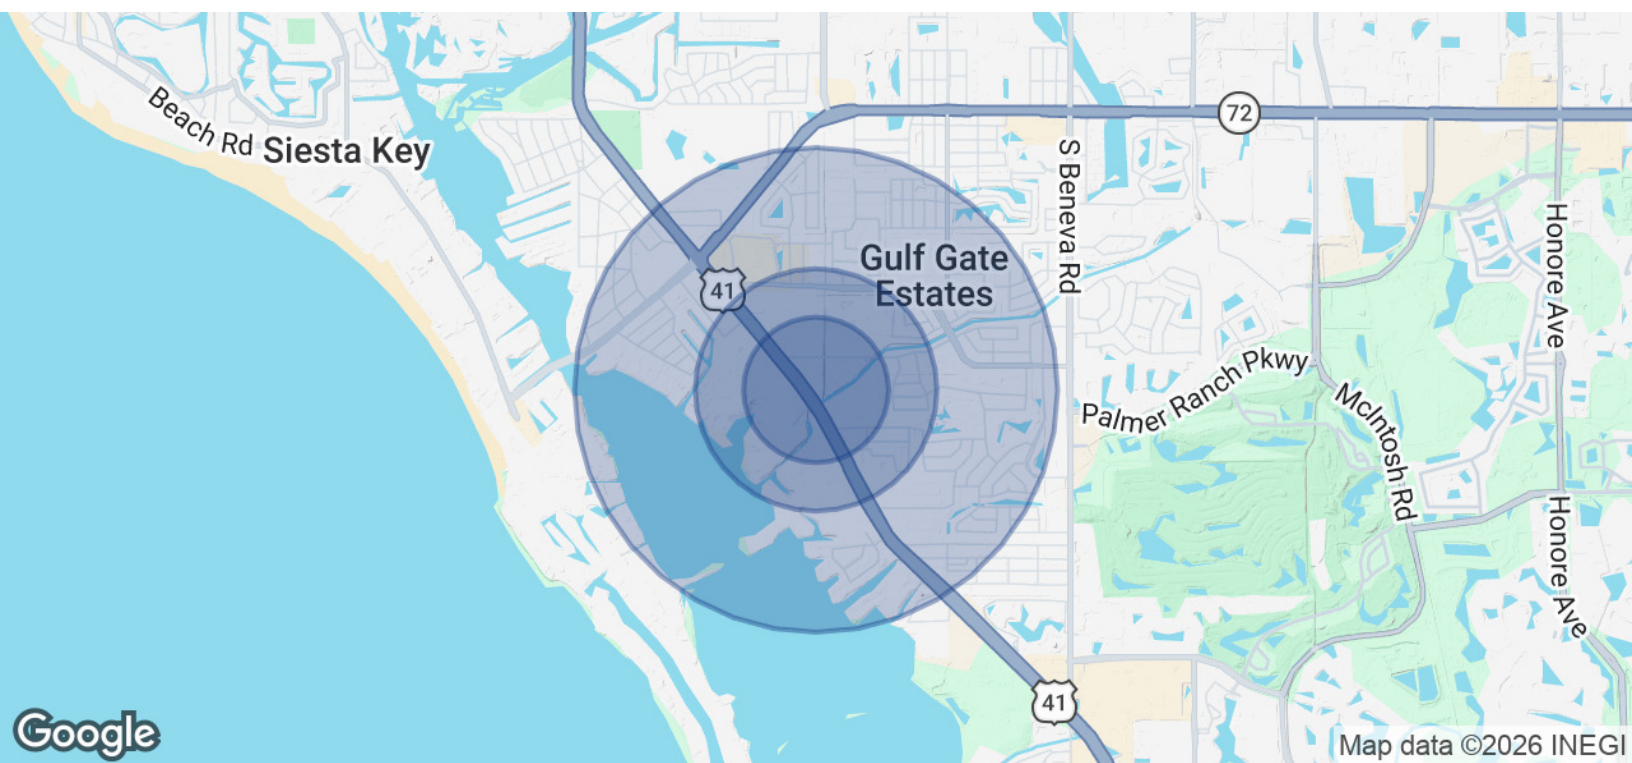 72
Beach Rd
Siesta Key
S Beneva Rd
Honore Ave
Gulf Gate
Estates
41
Palmer Ranch Pkwy
McIntosh Rd
Honore Ave
41
Google
Map data ©2026 INEGI